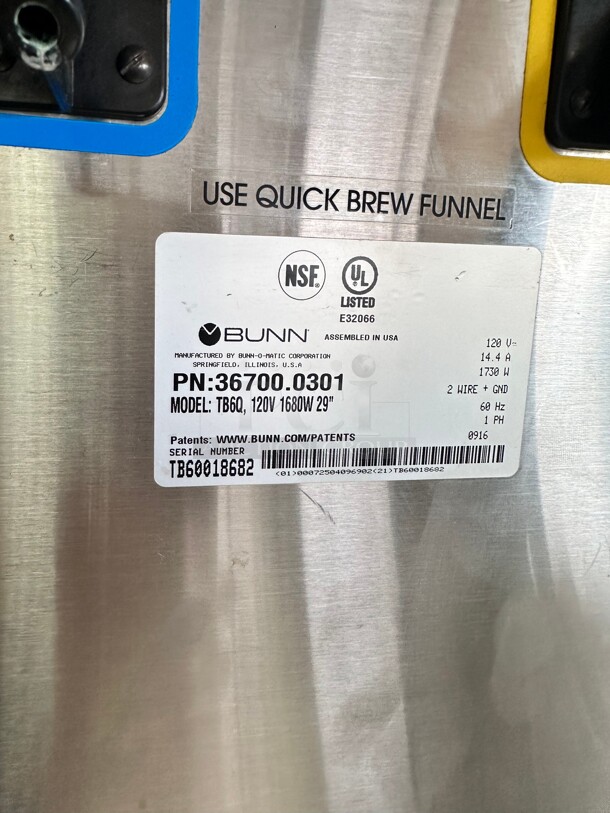 USE QUICK BREW FUNNEL
NSF®
UL
LISTED
E32066
BUNN® ASSEMBLED IN USA
MANUFACTURED BY BUNN-O-MATIC CORPORATION
SPRINGFIELD, ILLINOIS, U.S.A
PN:36700.0301
MODEL: TB6Q, 120V 1680W 29"
120 V~
14.4 A
1730 W
2 WIRE + GND
60 Hz
1 PH
0916
Patents: WWW.BUNN.COM/PATENTS
SERIAL NUMBER
TB60018682
(01)00072504096902(21)TB60018682